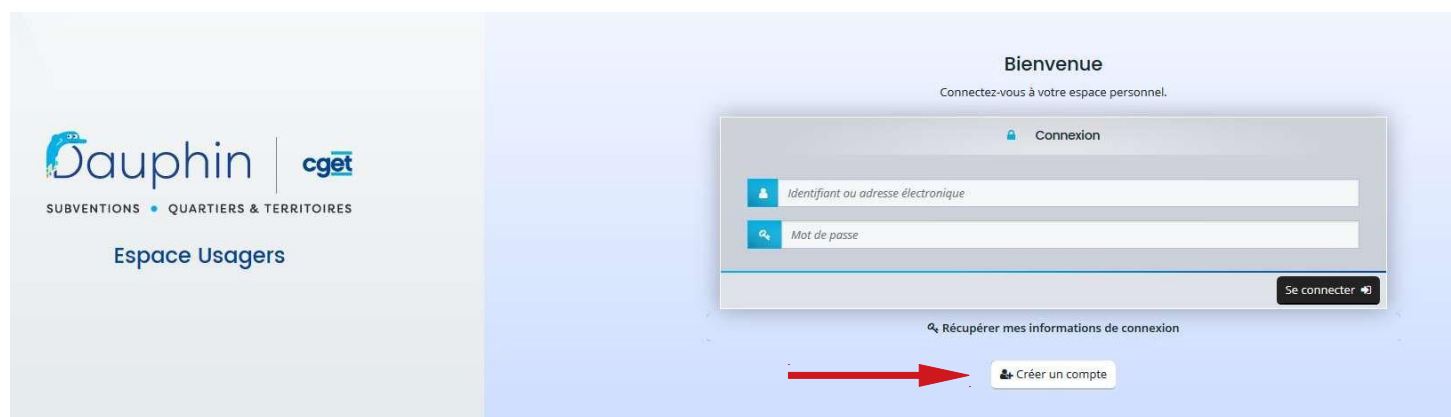 Dauphin
cget
SUBVENTIONS • QUARTIERS & TERRITOIRES
Espace Usagers
Bienvenue
Connectez-vous à votre espace personnel.
Connexion
Identifiant ou adresse électronique
Mot de passe
Se connecter
Récupérer mes informations de connexion
Créer un compte